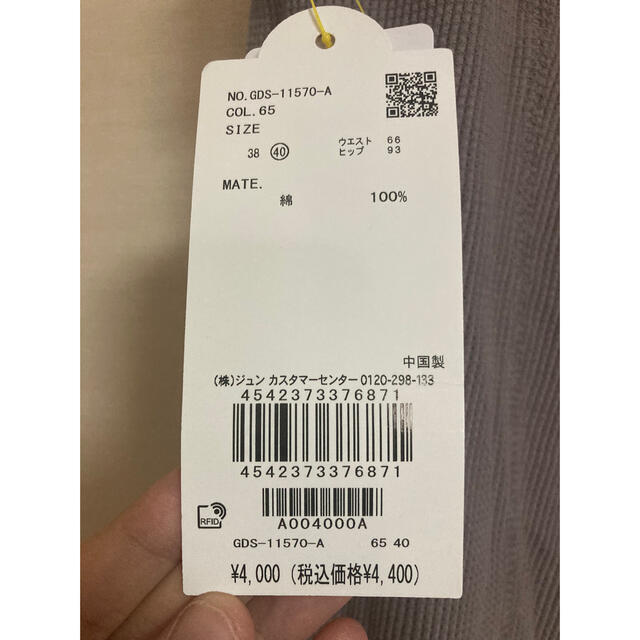 NO.GDS-11570-A
COL.65
SIZE
38 ㊵ ウエスト 66
ヒップ 93
MATE.
綿 100%
中国製
(株)ジュン カスタマーセンター 0120-298-133
4542373376871
4542373376871
RFID
A004000A
GDS-11570-A 65 40
¥4,000 (税込価格¥4,400)